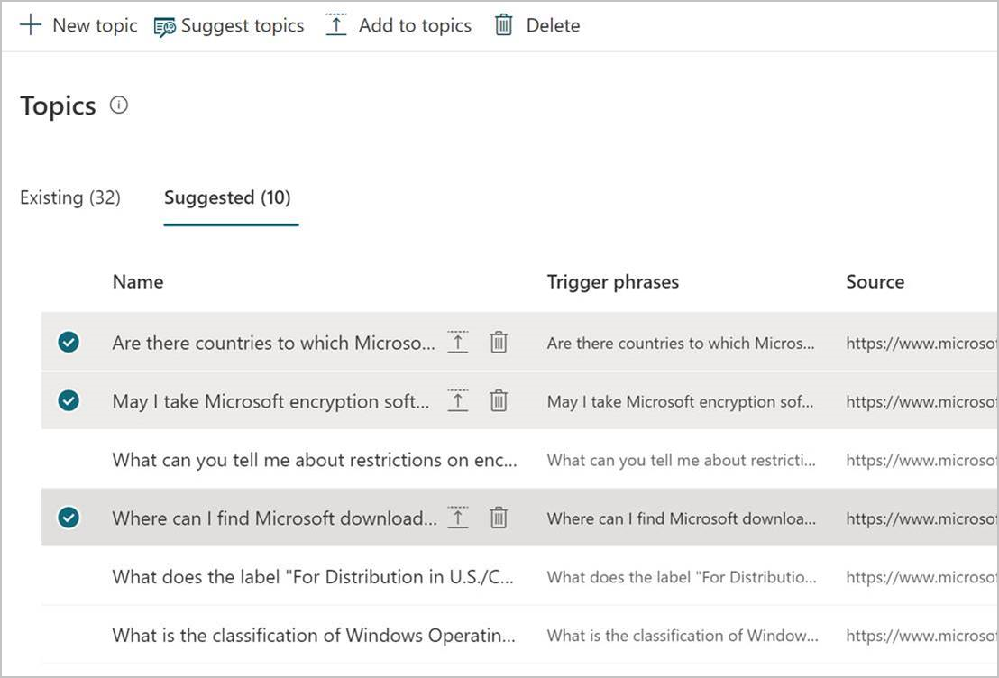 New topic Suggest topics Add to topics Delete
Topics
Existing (32) Suggested (10)
Name Trigger phrases Source
Are there countries to which Microso... Are there countries to which Micros... https://www.microsof
May I take Microsoft encryption soft... May I take Microsoft encryption sof... https://www.microsof
What can you tell me about restrictions on enc... What can you tell me about restricti... https://www.microsof
Where can I find Microsoft download... Where can I find Microsoft downloa... https://www.microsof
What does the label "For Distribution in U.S./C... What does the label "For Distributio... https://www.microsof
What is the classification of Windows Operatin... What is the classification of Window... https://www.microsof